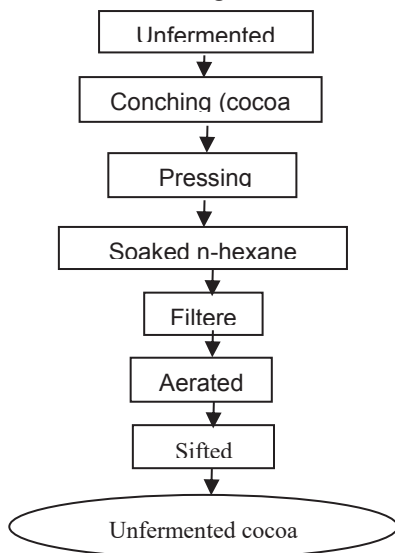 Unfermented
Conching (cocoa
Pressing
Soaked n-hexane
Filtere
Aerated
Sifted
Unfermented cocoa